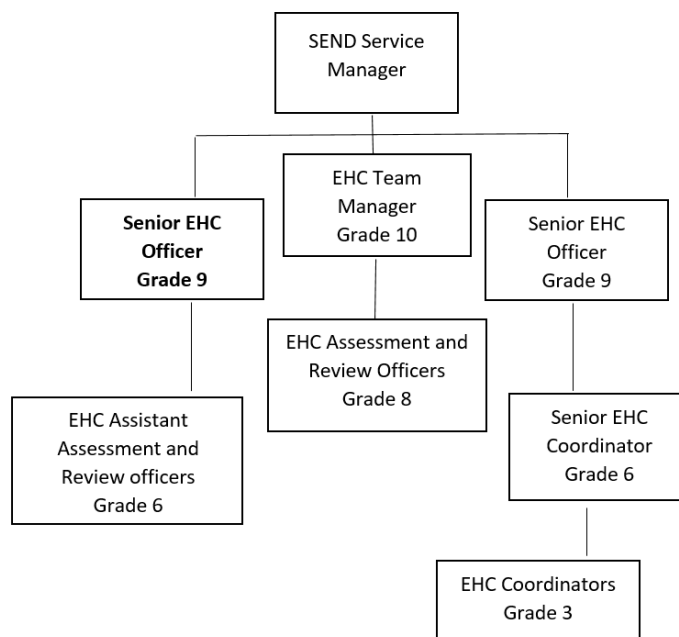 SEND Service
Manager
EHC Team
Manager
Grade 10
Senior EHC
Officer
Grade 9
Senior EHC
Officer
Grade 9
EHC Assessment and
Review Officers
Grade 8
EHC Assistant
Assessment and
Review officers
Grade 6
Senior EHC
Coordinator
Grade 6
EHC Coordinators
Grade 3